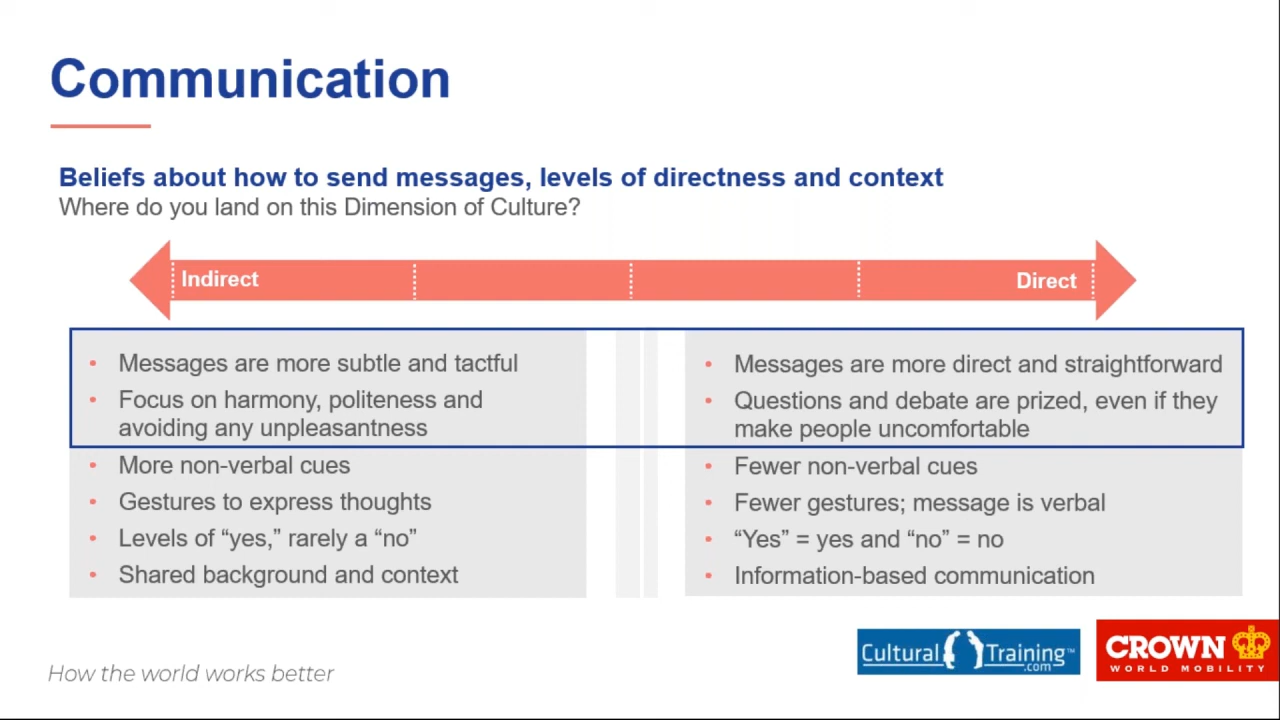 Communication
Beliefs about how to send messages, levels of directness and context
Where do you land on this Dimension of Culture?
Indirect
Direct
• Messages are more subtle and tactful
• Focus on harmony, politeness and
avoiding any unpleasantness
• More non-verbal cues
• Gestures to express thoughts
• Levels of “yes,” rarely a “no”
• Shared background and context
• Messages are more direct and straightforward
• Questions and debate are prized, even if they
make people uncomfortable
• Fewer non-verbal cues
• Fewer gestures; message is verbal
• “Yes” = yes and “no” = no
• Information-based communication
How the world works better
Cultural Training™
.com
CROWN
WORLD MOBILITY